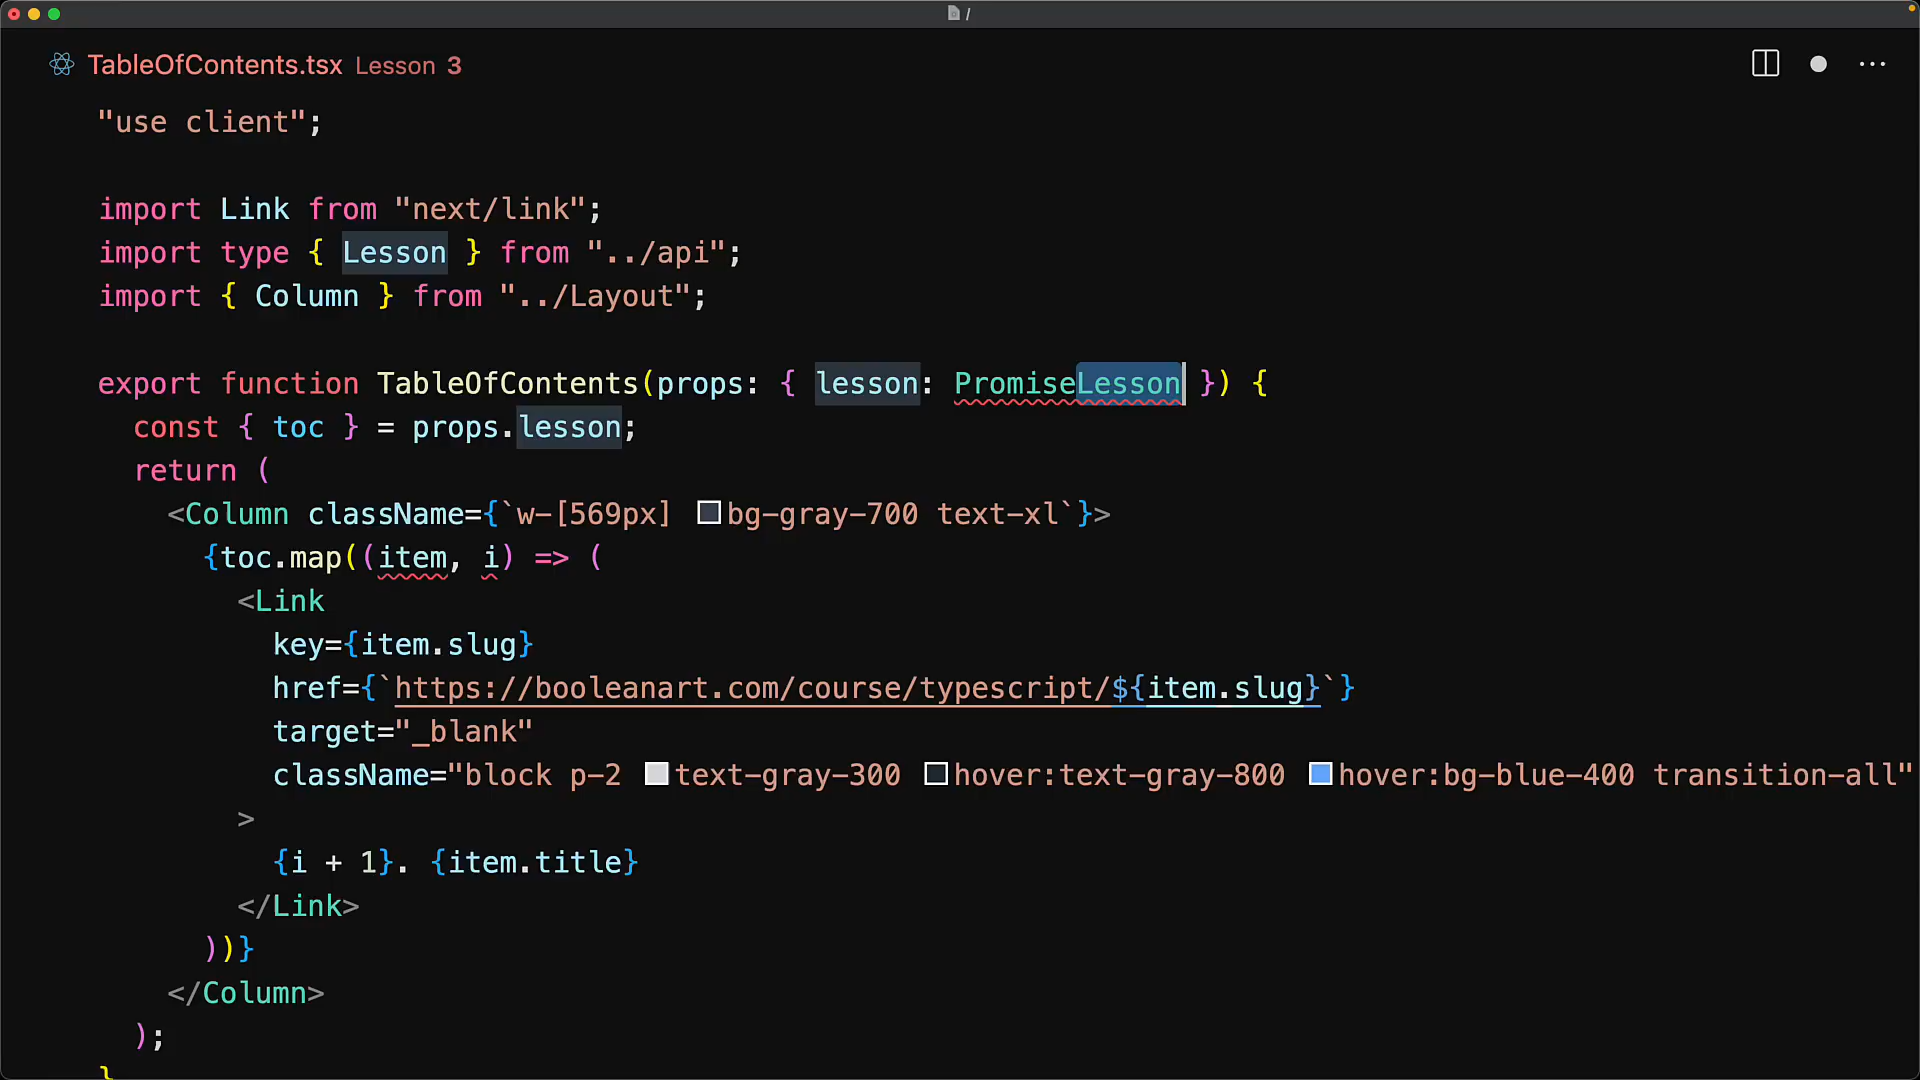 /
TableOfContents.tsx Lesson 3
"use client";
import Link from "next/link";
import type { Lesson } from "../api";
import { Column } from "../Layout";
export function TableOfContents(props: { lesson: PromiseLesson }) {
const { toc } = props.lesson;
return (
<Column className={`w-[569px] bg-gray-700 text-xl`}>
{toc.map((item, i) => (
<Link
key={item.slug}
href={`https://booleanart.com/course/typescript/${item.slug}`}
target="_blank"
className="block p-2 text-gray-300 hover:text-gray-800 hover:bg-blue-400 transition-all"
>
{i + 1}. {item.title}
</Link>
))}
</Column>
);
}